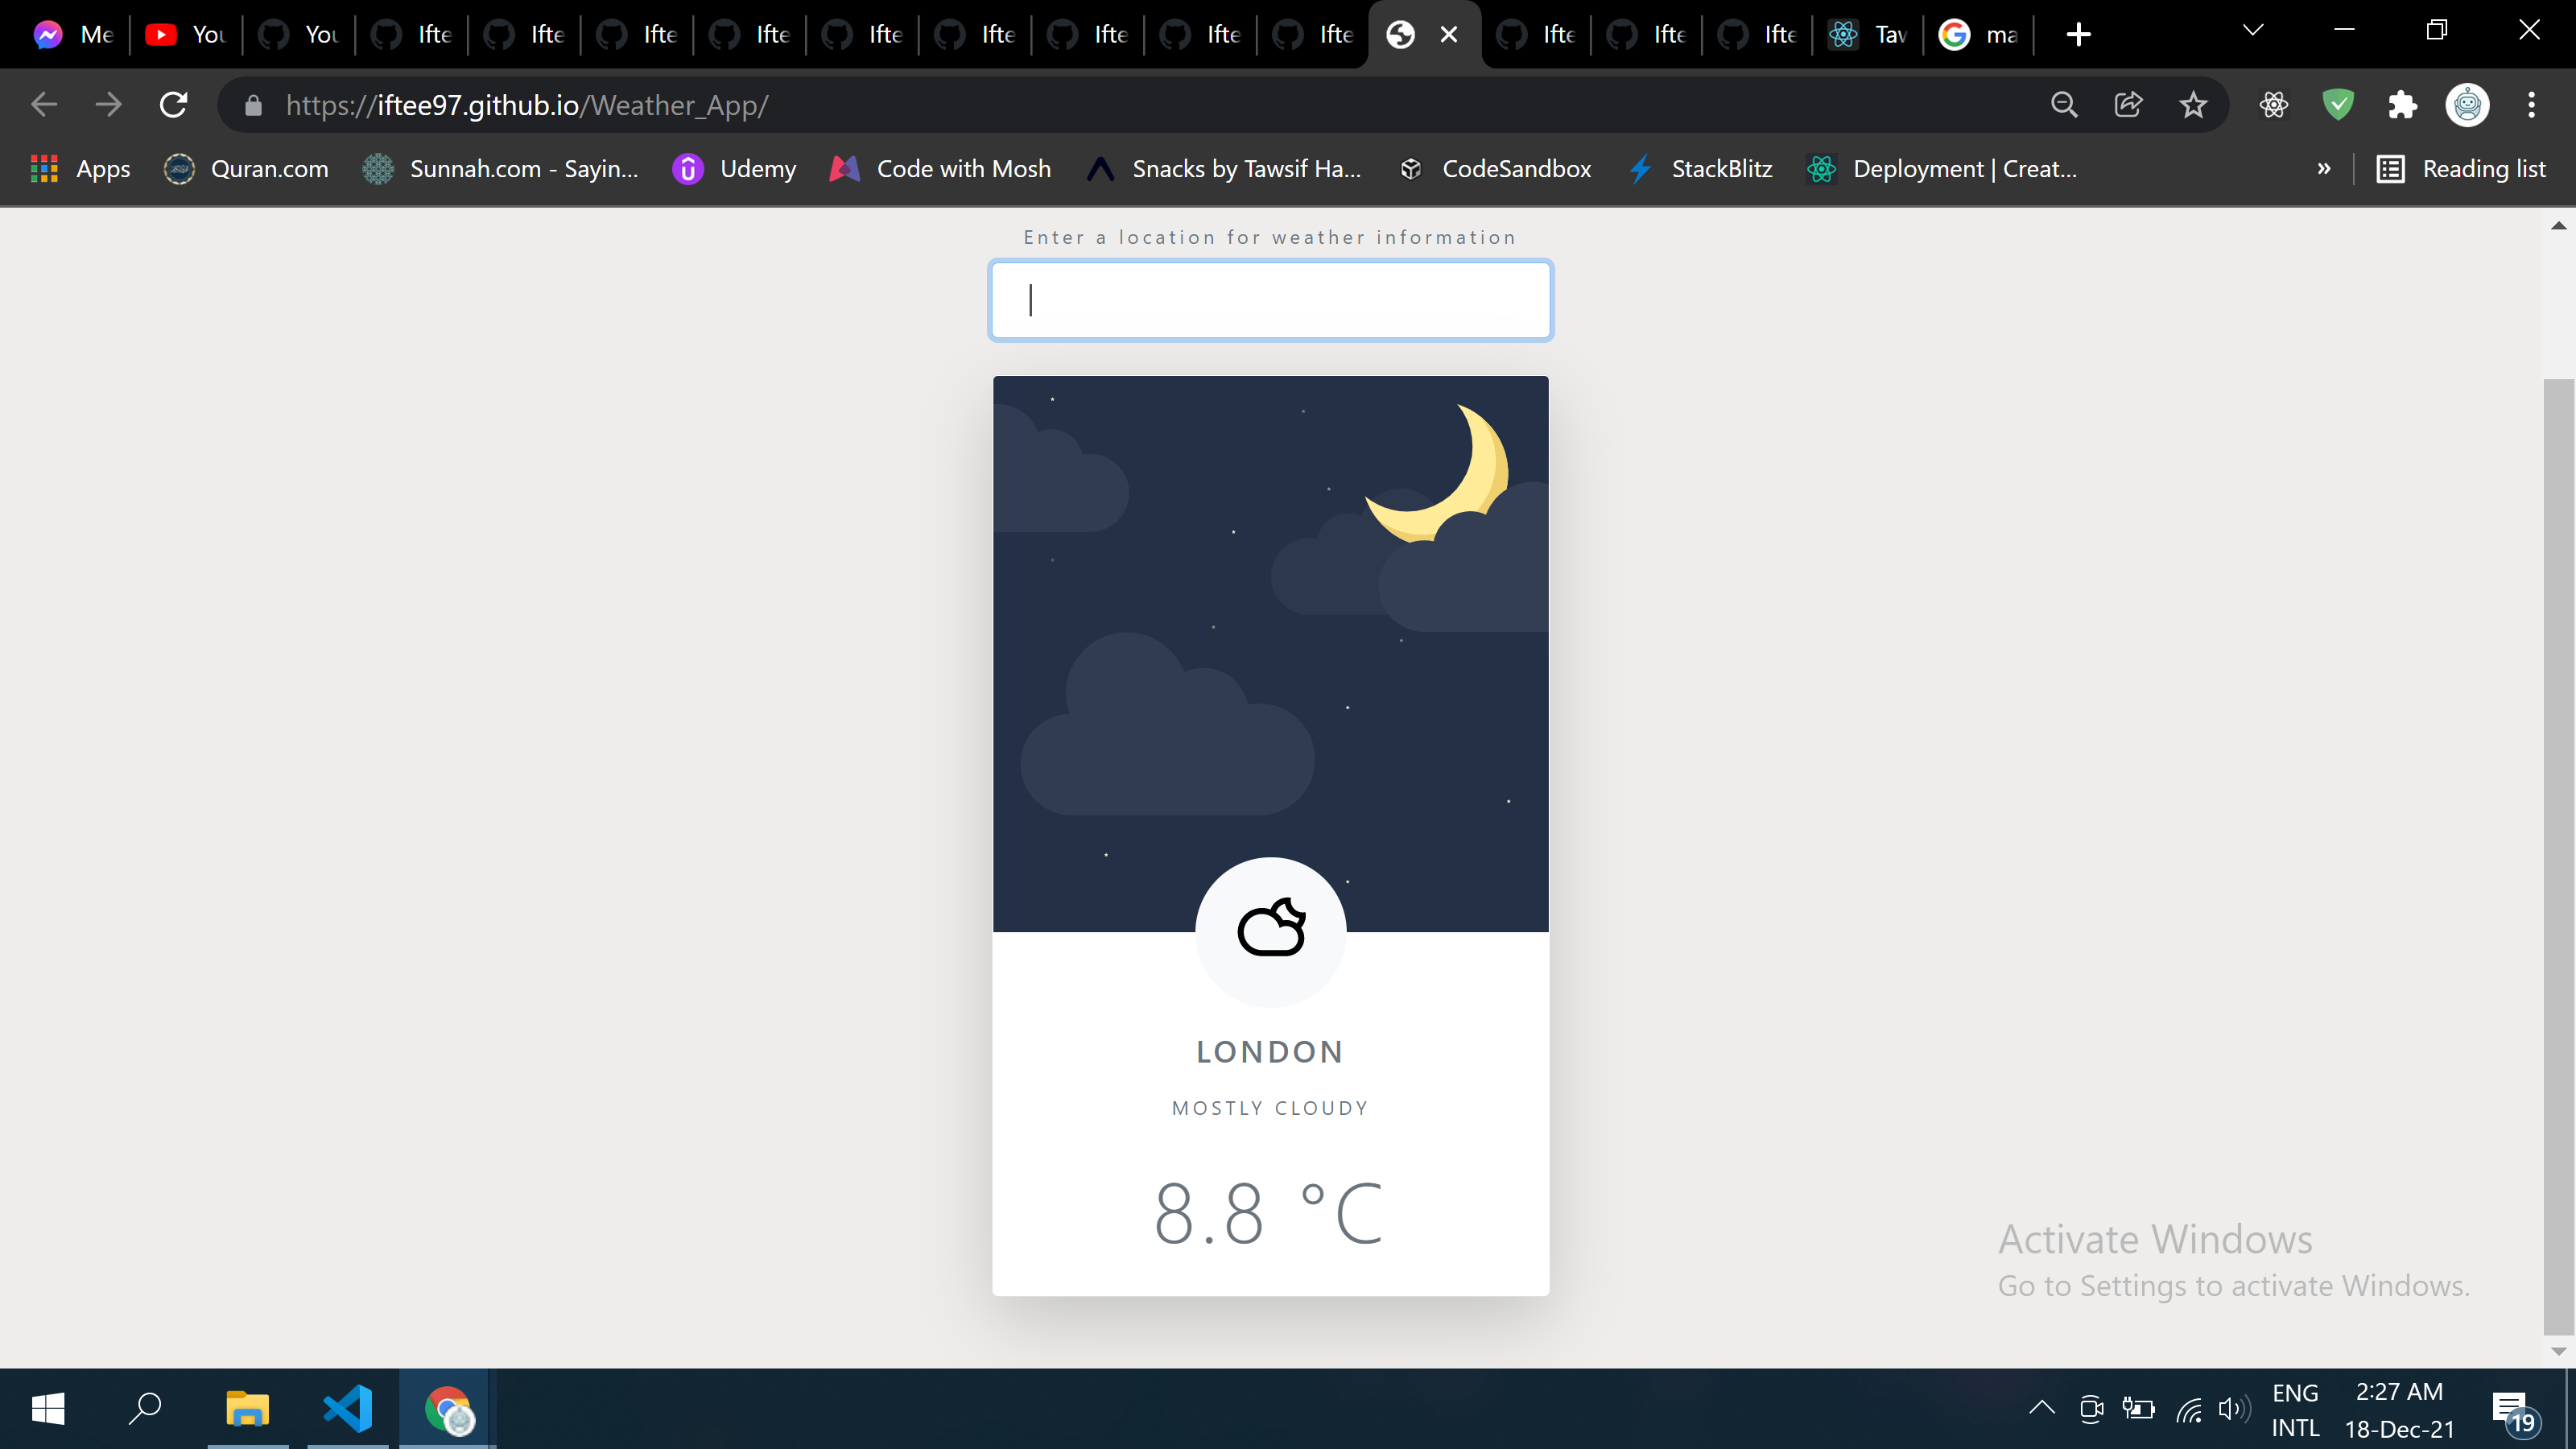 Me You You Ifte Ifte Ifte Ifte Ifte Ifte Ifte Ifte Ifte Ifte Ifte Taw ma
https://iftee97.github.io/Weather_App/
Apps Quran.com Sunnah.com - Sayin... Udemy Code with Mosh Snacks by Tawsif Ha... CodeSandbox StackBlitz Deployment | Creat... » Reading list
Enter a location for weather information
LONDON
MOSTLY CLOUDY
8.8 °C
Activate Windows
Go to Settings to activate Windows.
ENG 2:27 AM
INTL 18-Dec-21 19